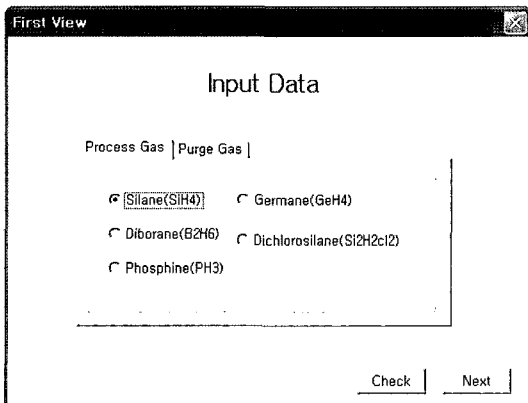 First View
Input Data
Process Gas Purge Gas
Silane(SiH4) Germane(GeH4)
Diborane(B2H6) Dichlorosilane(Si2H2cl2)
Phosphine(PH3)
Check Next